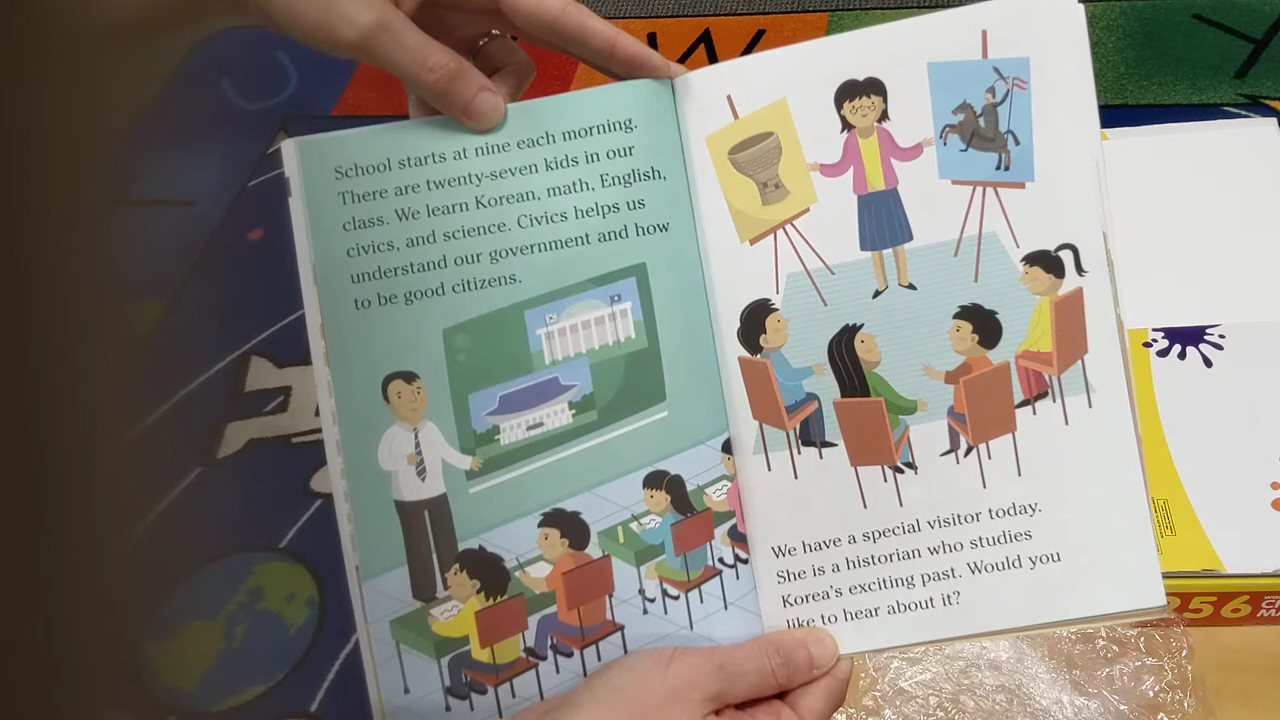 School starts at nine each morning.
There are twenty-seven kids in our
class. We learn Korean, math, English,
civics, and science. Civics helps us
understand our government and how
to be good citizens.
We have a special visitor today.
She is a historian who studies
Korea's exciting past. Would you
like to hear about it?
W
256